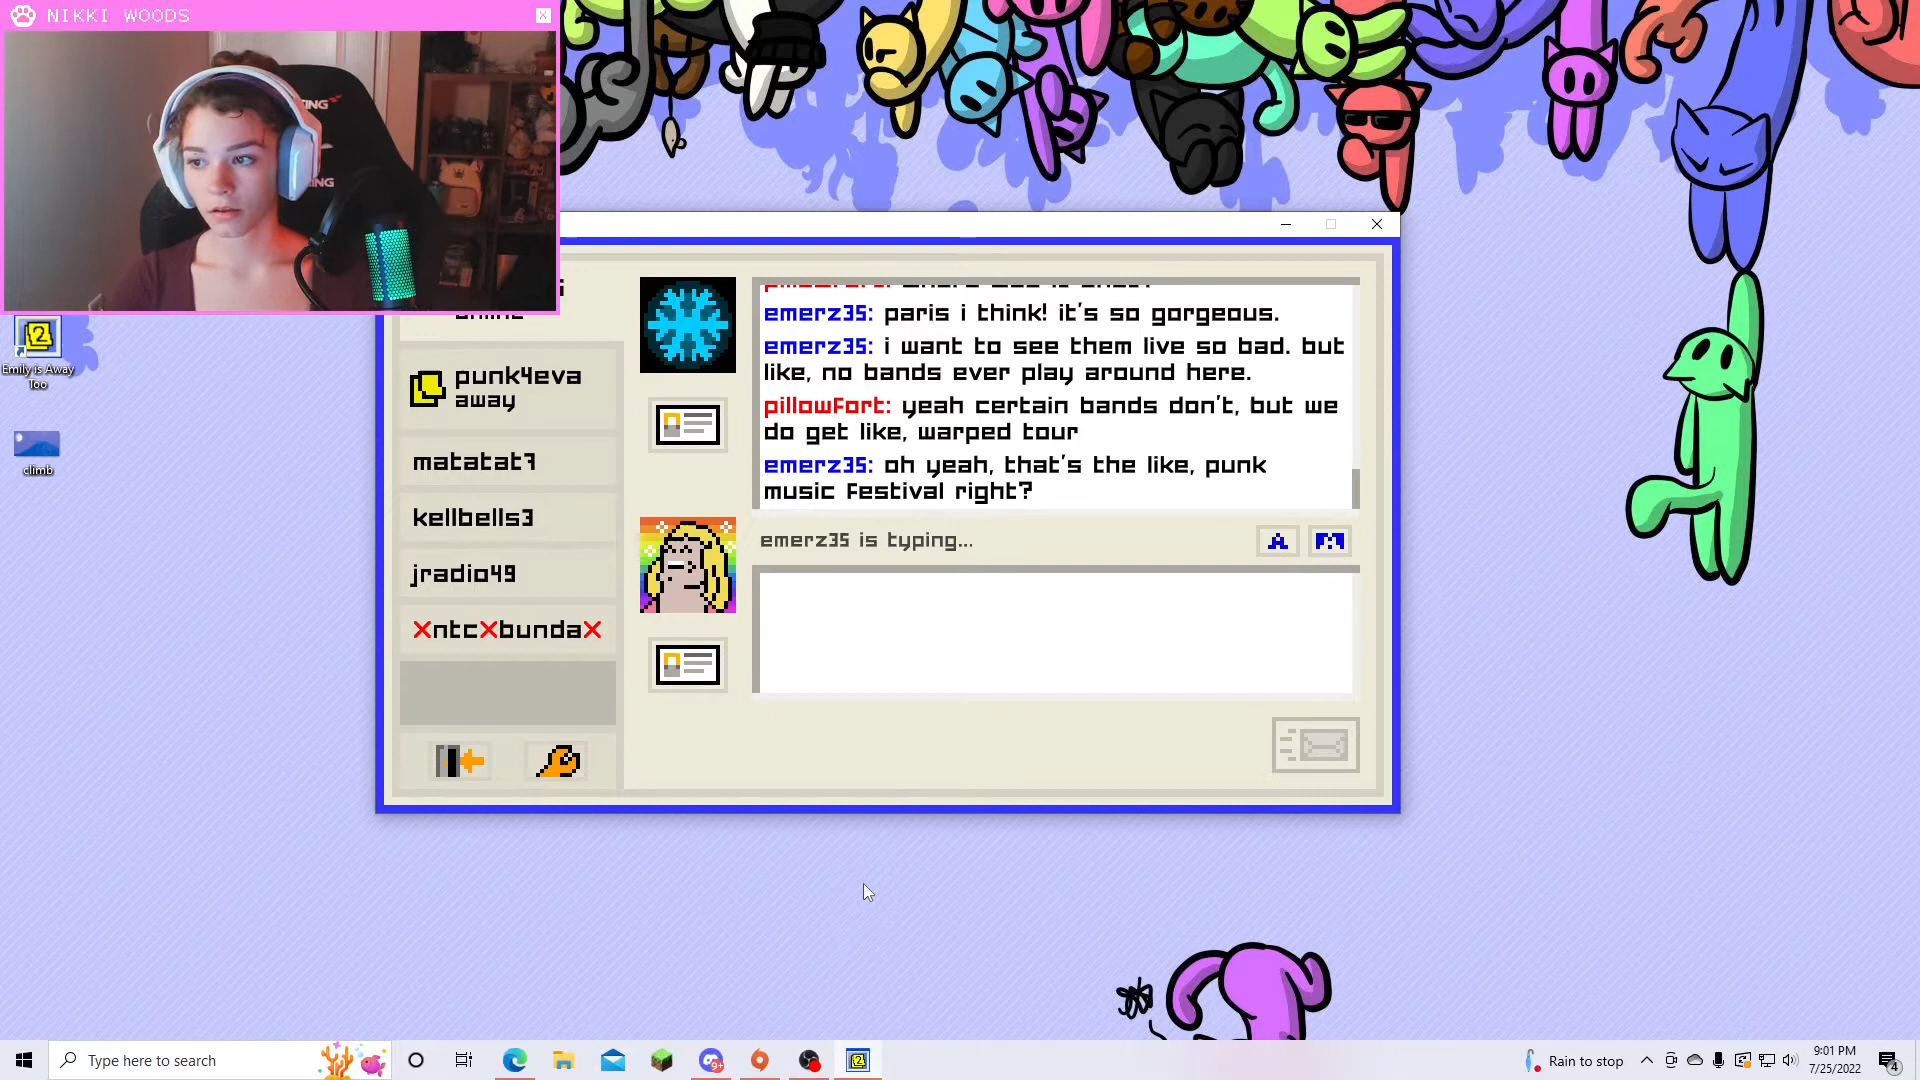 NIKKI WOODS
emerz35: paris i think! it's so gorgeous.
emerz35: i want to see them live so bad. but
like, no bands ever play around here.
pillowFort: yeah certain bands don't, but we
do get like, warped tour
emerz35: oh yeah, that's the like, punk
music Festival right?
emerz35 is typing...
A
punk4eva
away
matatat7
kellbells3
jradio49
XntcXbundaX
Emily is Away
Too
climb
Type here to search
9+
Rain to stop
9:01 PM
7/25/2022
4